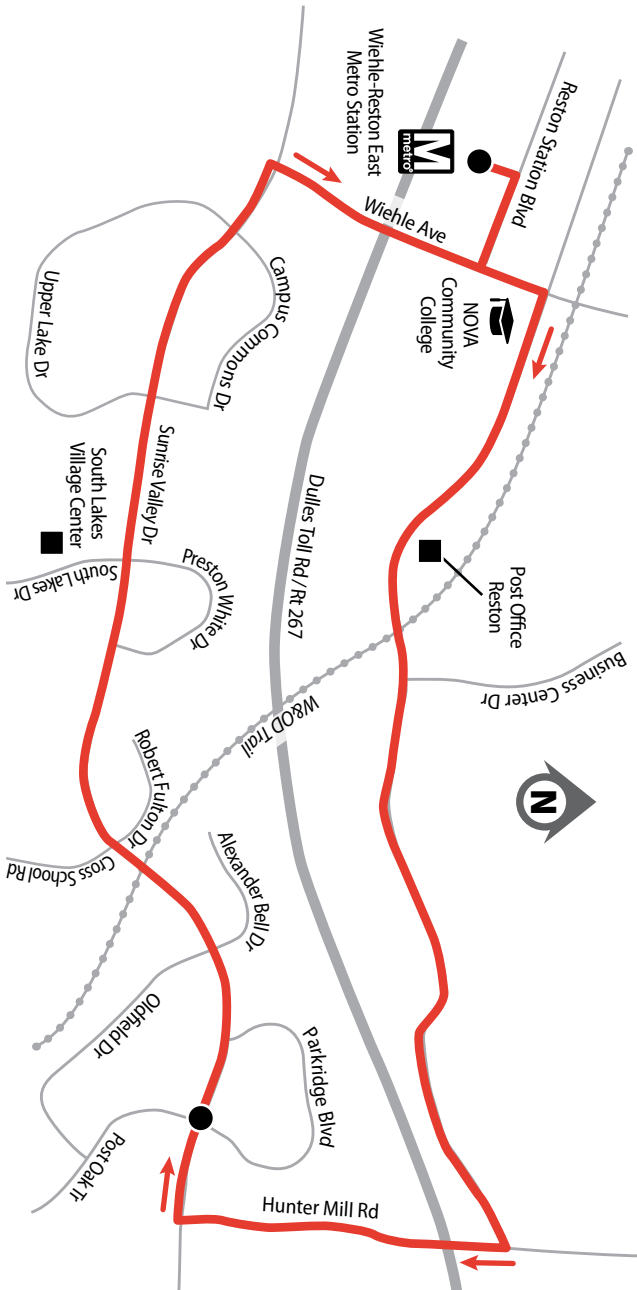 Wiehle-Reston East
Metro Station
M
metro®
Reston Station Blvd
Wiehle Ave
NOVA
Community
College
Campus Commons Dr
Upper Lake Dr
Sunrise Valley Dr
South Lakes
Village Center
South Lakes Dr
Preston White Dr
Dulles Toll Rd / Rt 267
Post Office
Reston
Business Center Dr
W&OD Trail
N
Robert Fulton Dr
Cross School Rd
Alexander Bell Dr
Oldfield Dr
Parkridge Blvd
Post Oak Tr
Hunter Mill Rd